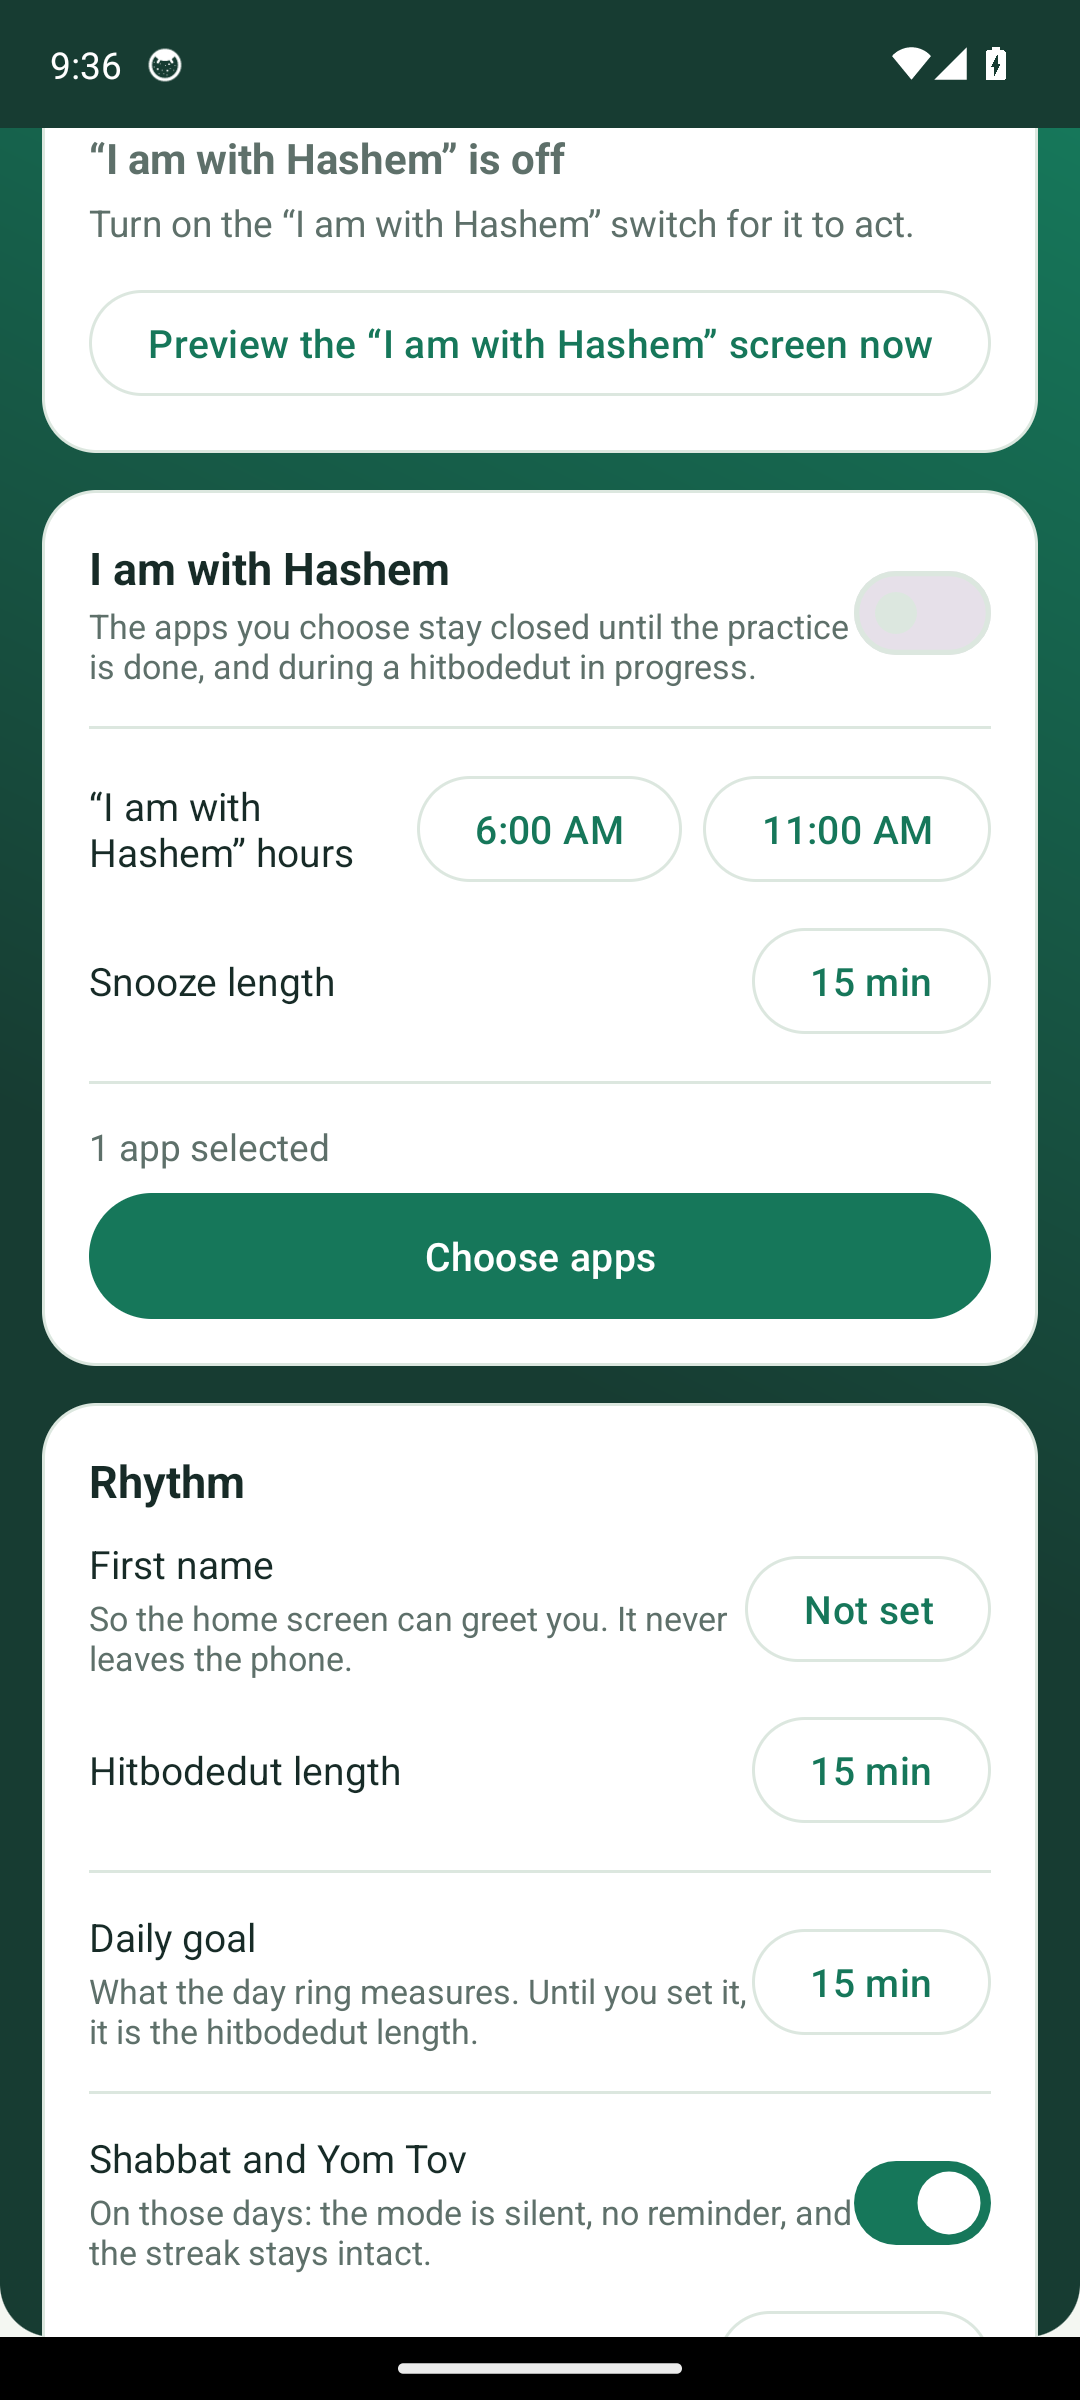 9:36
“I am with Hashem” is off
Turn on the “I am with Hashem” switch for it to act.
Preview the “I am with Hashem” screen now
I am with Hashem
The apps you choose stay closed until the practice
is done, and during a hitbodedut in progress.
“I am with
Hashem” hours
6:00 AM
11:00 AM
Snooze length
15 min
1 app selected
Choose apps
Rhythm
First name
So the home screen can greet you. It never
leaves the phone.
Not set
Hitbodedut length
15 min
Daily goal
What the day ring measures. Until you set it,
it is the hitbodedut length.
15 min
Shabbat and Yom Tov
On those days: the mode is silent, no reminder, and
the streak stays intact.